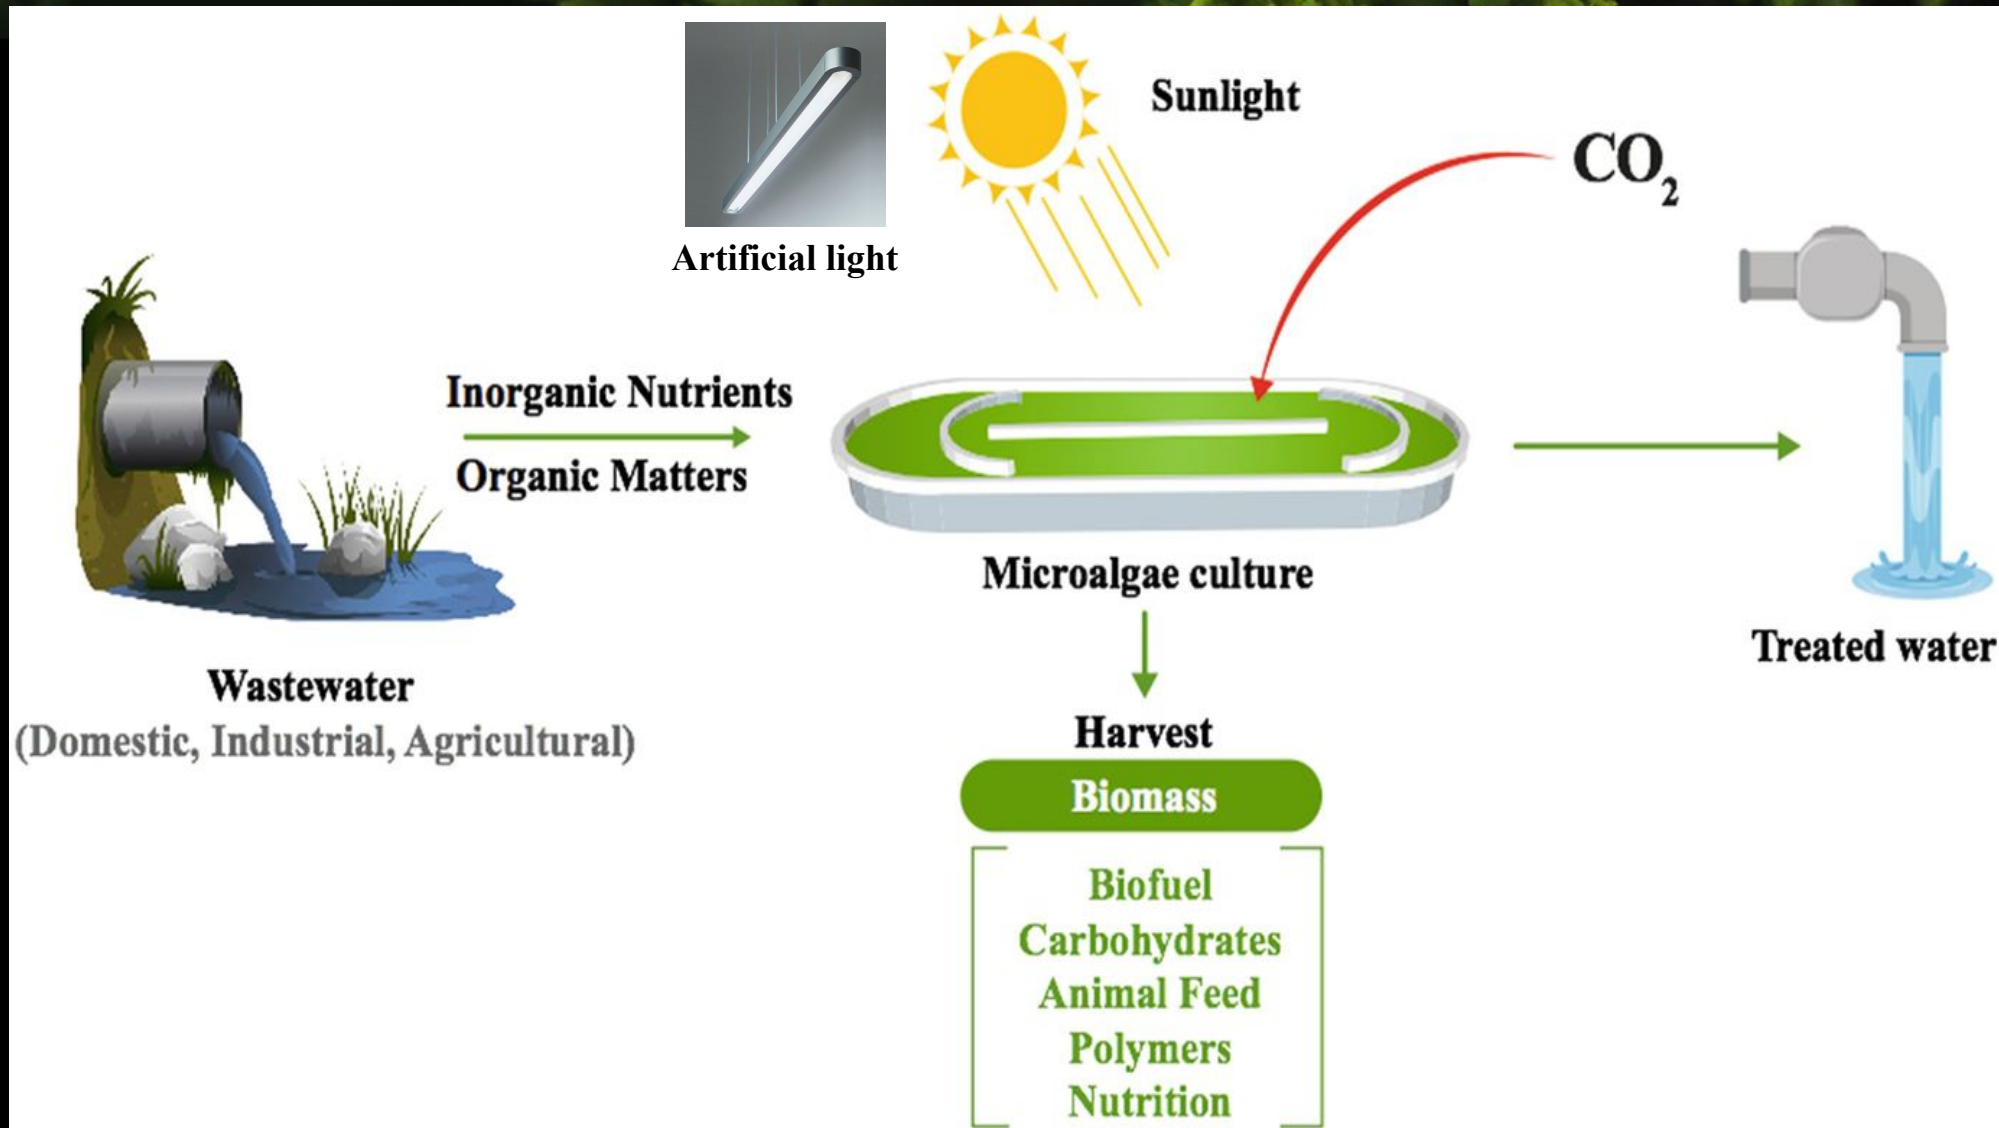 Sunlight
CO₂
Artificial light
Inorganic Nutrients
Organic Matters
Microalgae culture
Treated water
Wastewater
(Domestic, Industrial, Agricultural)
Harvest
Biomass
Biofuel
Carbohydrates
Animal Feed
Polymers
Nutrition